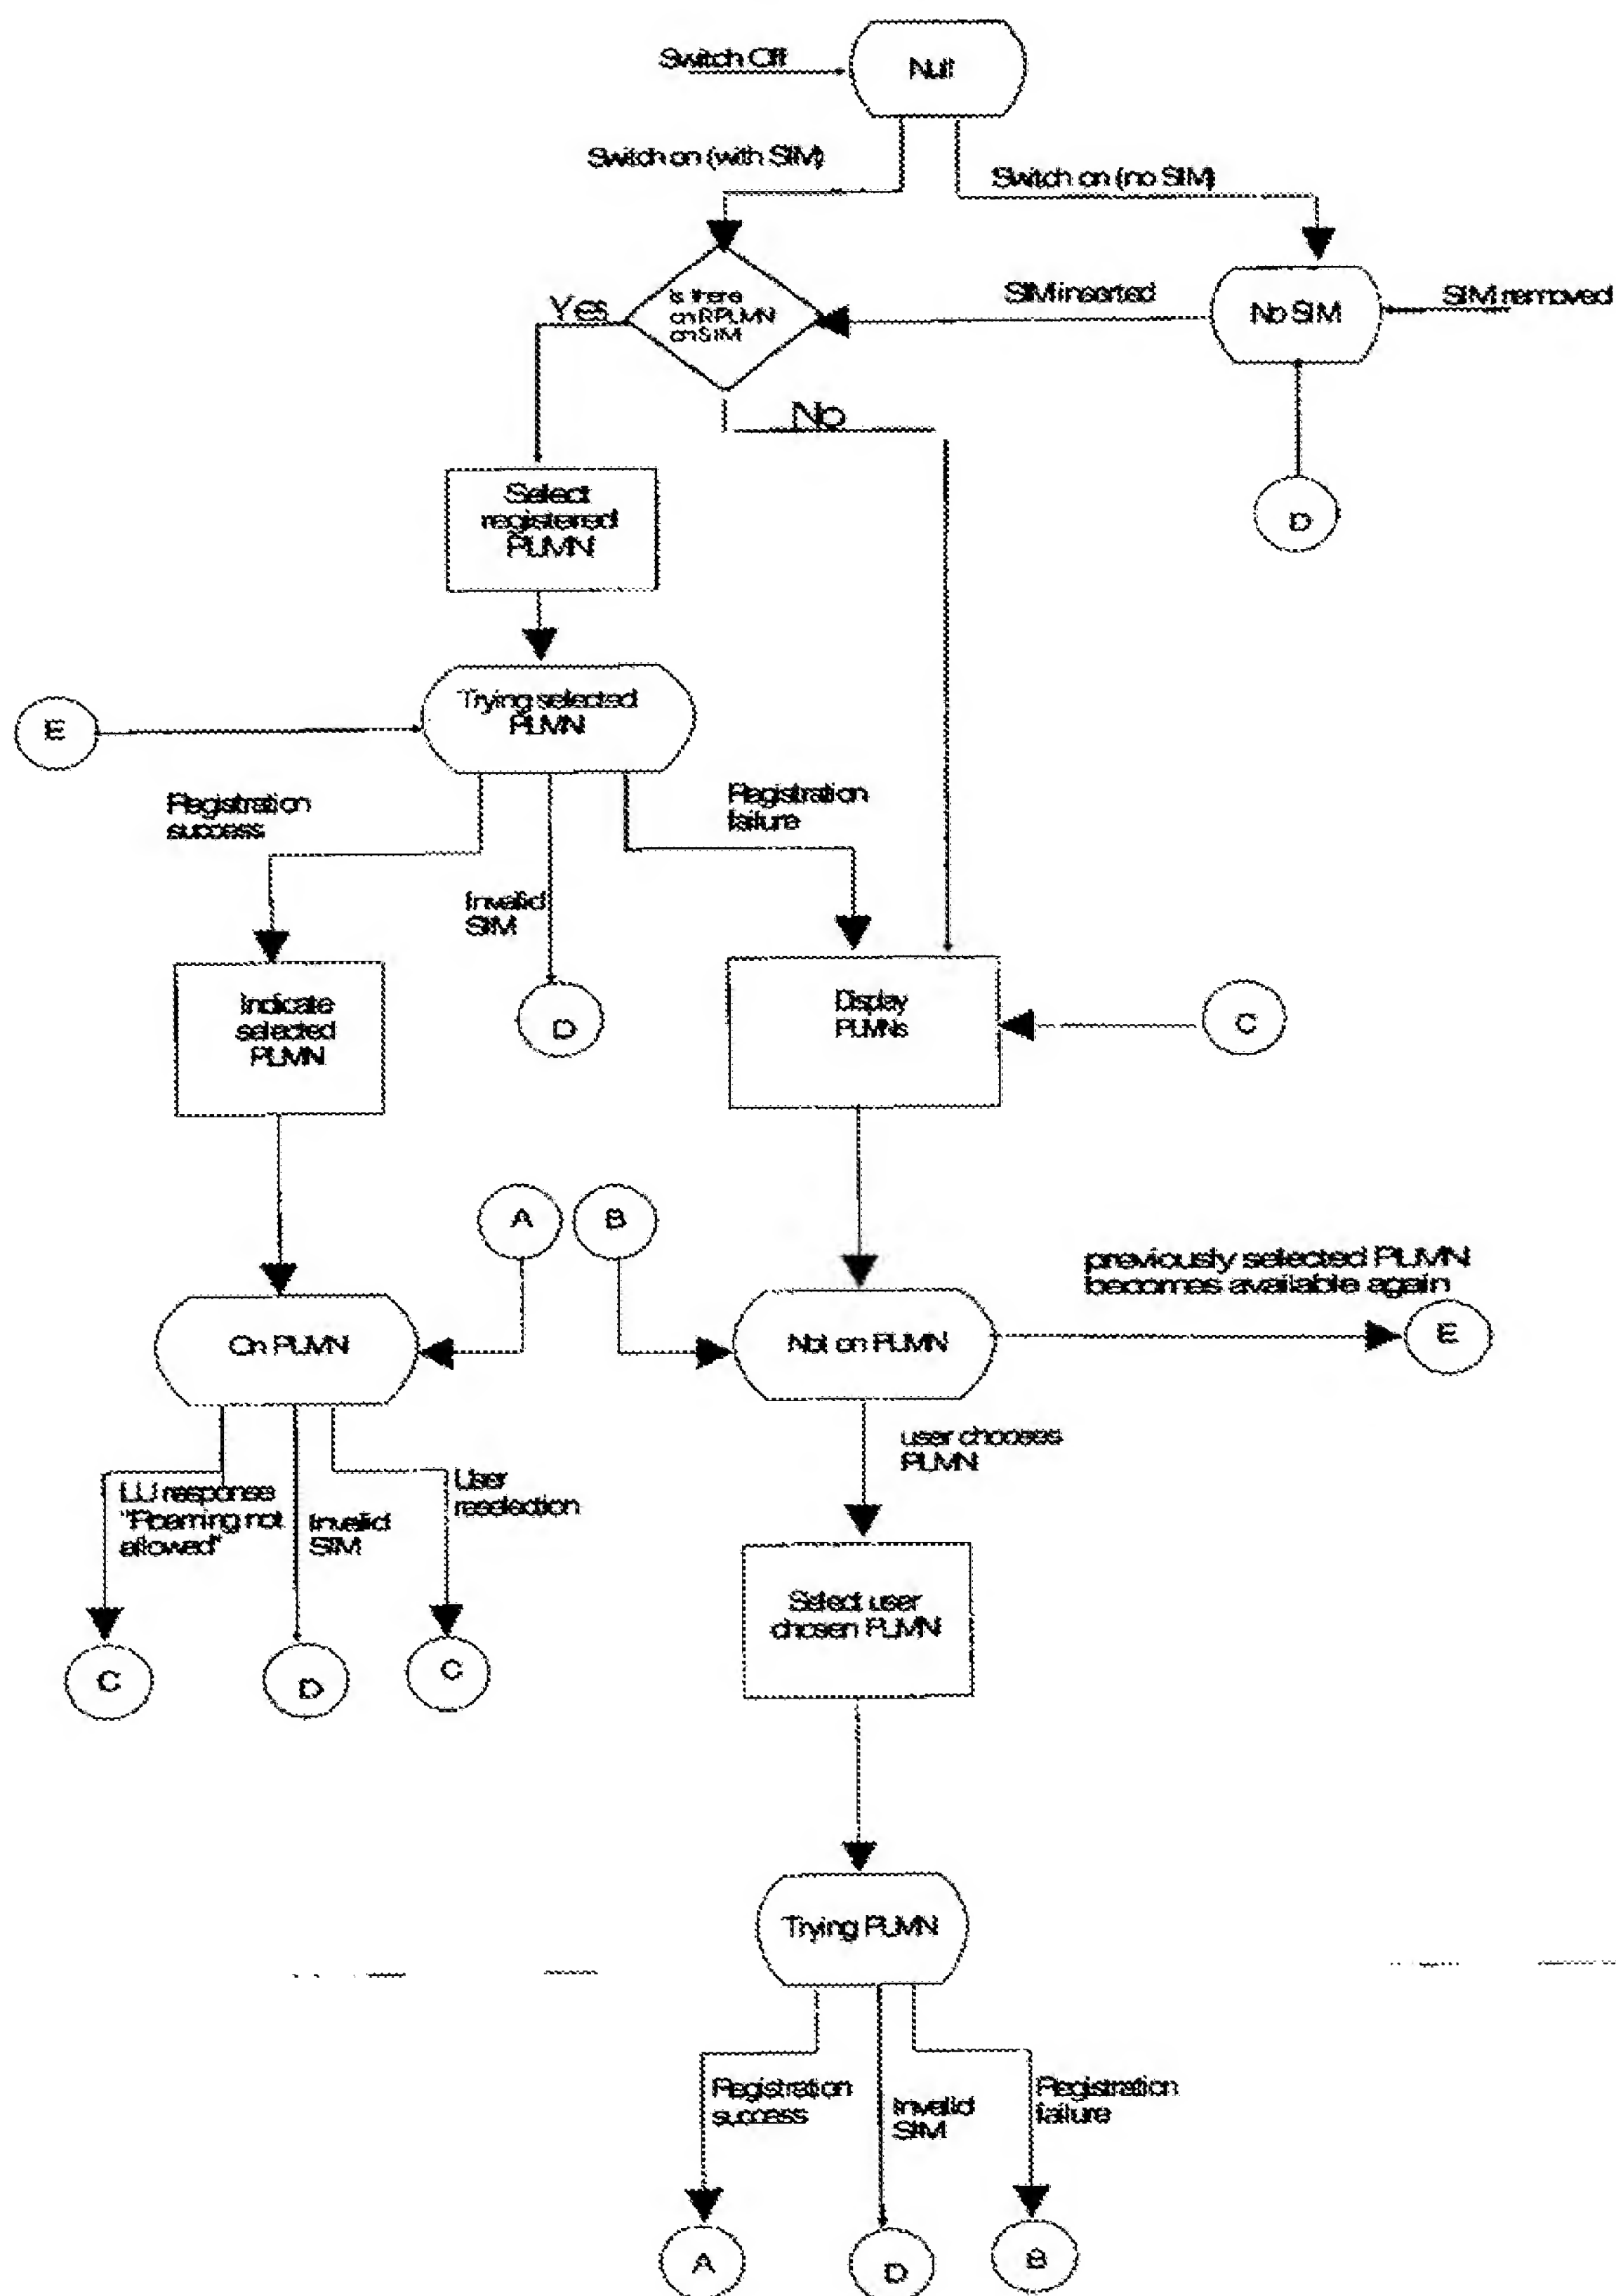 Switch Off
Null
Switch on (with SIM)
Switch on (no SIM)
Is there
an RPLMN
on SIM
Yes
SIM inserted
No SIM
SIM removed
No
Select
registered
PLMN
D
Trying selected
PLMN
E
Registration
success
Registration
failure
Invalid
SIM
Indicate
selected
PLMN
D
Display
PLMNs
C
A
B
previously selected PLMN
becomes available again
On PLMN
Not on PLMN
E
user chooses
PLMN
LU response
"Roaming not
allowed"
Invalid
SIM
User
reselection
Select user
chosen PLMN
C
D
C
Trying PLMN
Registration
success
Invalid
SIM
Registration
failure
A
D
B